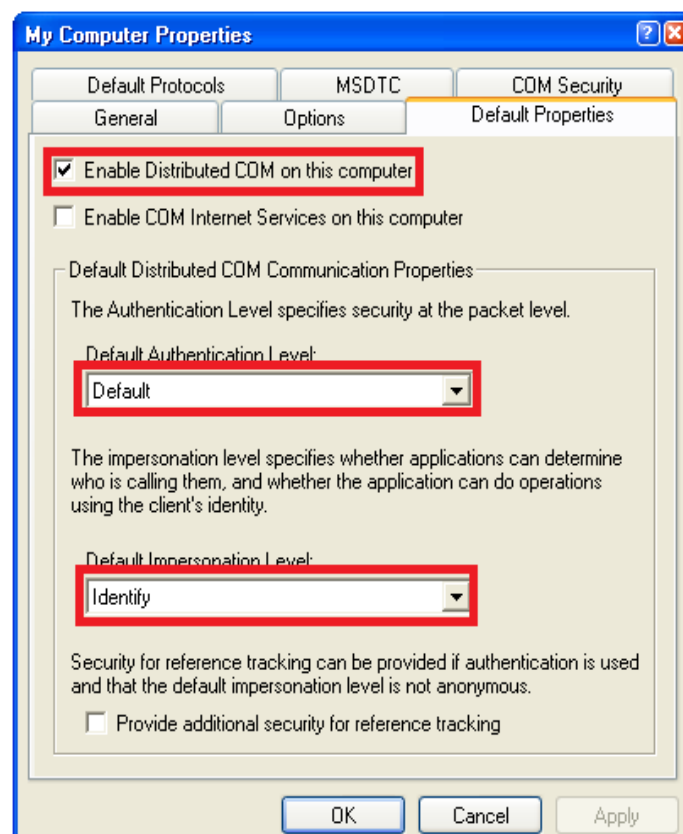 My Computer Properties
Default Protocols MSDTC COM Security
General Options Default Properties
Enable Distributed COM on this computer
Enable COM Internet Services on this computer
Default Distributed COM Communication Properties
The Authentication Level specifies security at the packet level.
Default Authentication Level:
Default
The impersonation level specifies whether applications can determine
who is calling them, and whether the application can do operations
using the client's identity.
Default Impersonation Level:
Identify
Security for reference tracking can be provided if authentication is used
and that the default impersonation level is not anonymous.
Provide additional security for reference tracking
OK Cancel Apply